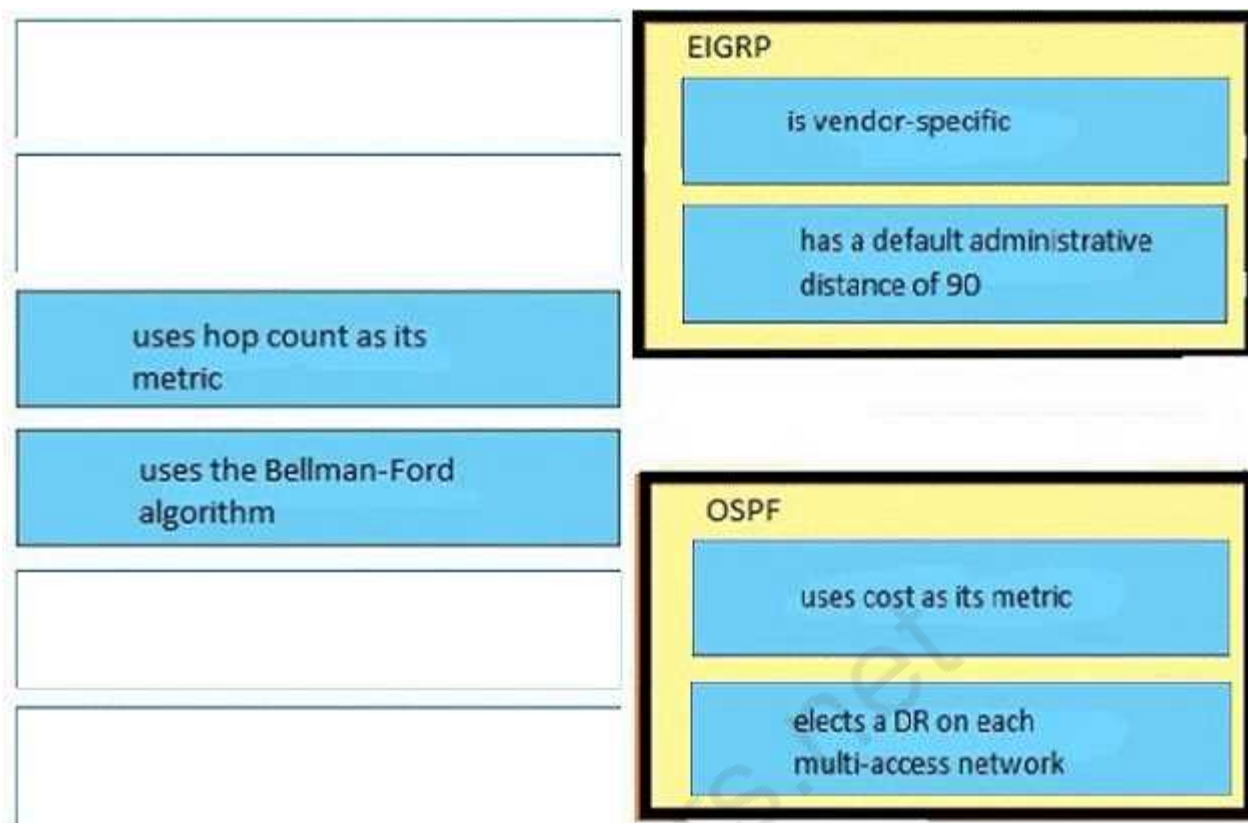 uses hop count as its
metric
uses the Bellman-Ford
algorithm
EIGRP
is vendor-specific
has a default administrative
distance of 90
OSPF
uses cost as its metric
elects a DR on each
multi-access network